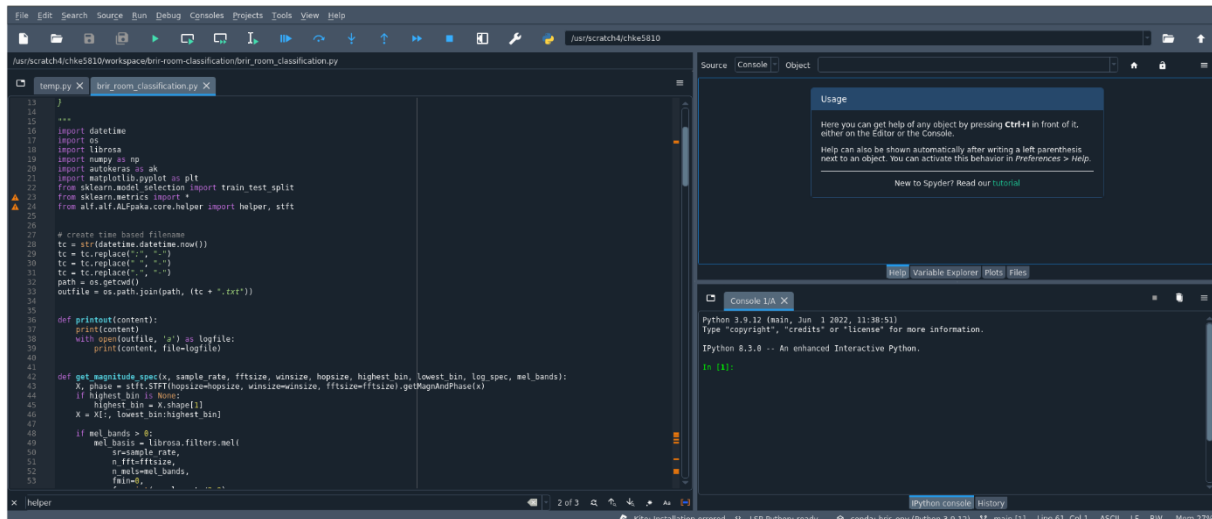 File Edit Search Source Run Debug Consoles Projects Tools View Help
/usr/scratch4/chke5810
/usr/scratch4/chke5810/workspace/brir-room-classification/brir_room_classification.py
temp.py
brir_room_classification.py
13 }
14
15 """
16 import datetime
17 import os
18 import librosa
19 import numpy as np
20 import autokeras as ak
21 import matplotlib.pyplot as plt
22 from sklearn.model_selection import train_test_split
23 from sklearn.metrics import *
24 from alf.alf.ALFpaka.core.helper import helper, stft
25
26
27 # create time based filename
28 tc = str(datetime.datetime.now())
29 tc = tc.replace(":", "-")
30 tc = tc.replace(" ", "-")
31 tc = tc.replace(".", "-")
32 path = os.getcwd()
33 outfile = os.path.join(path, (tc + ".txt"))
34
35
36 def printout(content):
37 print(content)
38 with open(outfile, 'a') as logfile:
39 print(content, file=logfile)
40
41
42 def get_magnitude_spec(x, sample_rate, fftsize, winsize, hopsize, highest_bin, lowest_bin, log_spec, mel_bands):
43 X, phase = stft.STFT(hopsize=hopsize, winsize=winsize, fftsize=fftsize).getMagnAndPhase(x)
44 if highest_bin is None:
45 highest_bin = X.shape[1]
46 X = X[:, lowest_bin:highest_bin]
47
48 if mel_bands > 0:
49 mel_basis = librosa.filters.mel(
50 sr=sample_rate,
51 n_fft=fftsize,
52 n_mels=mel_bands,
53 fmin=0,
helper
2 of 3
Aa
Source Console Object
Usage
Here you can get help of any object by pressing Ctrl+I in front of it,
either on the Editor or the Console.
Help can also be shown automatically after writing a left parenthesis
next to an object. You can activate this behavior in Preferences > Help.
New to Spyder? Read our tutorial
Help Variable Explorer Plots Files
Console 1/A
Python 3.9.12 (main, Jun 1 2022, 11:38:51)
Type "copyright", "credits" or "license" for more information.
IPython 8.3.0 -- An enhanced Interactive Python.
In [1]:
IPython console History